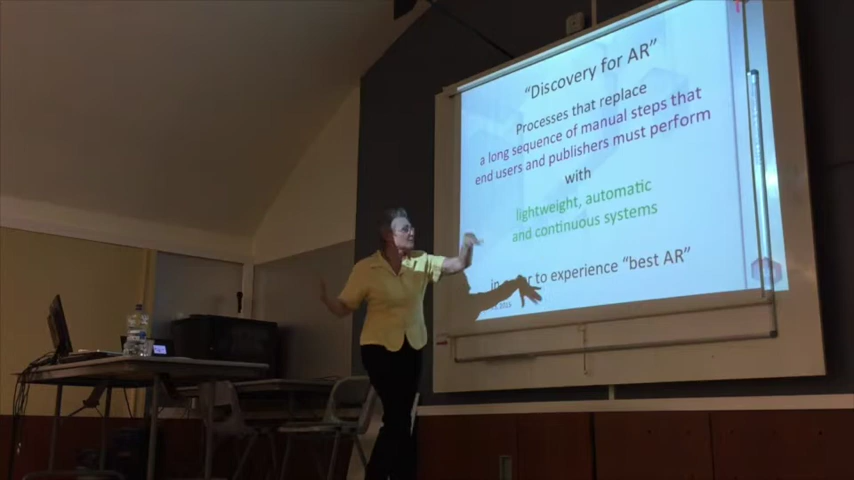 “Discovery for AR”
Processes that replace
a long sequence of manual steps that
end users and publishers must perform
with
lightweight, automatic
and continuous systems
in to experience “best AR”